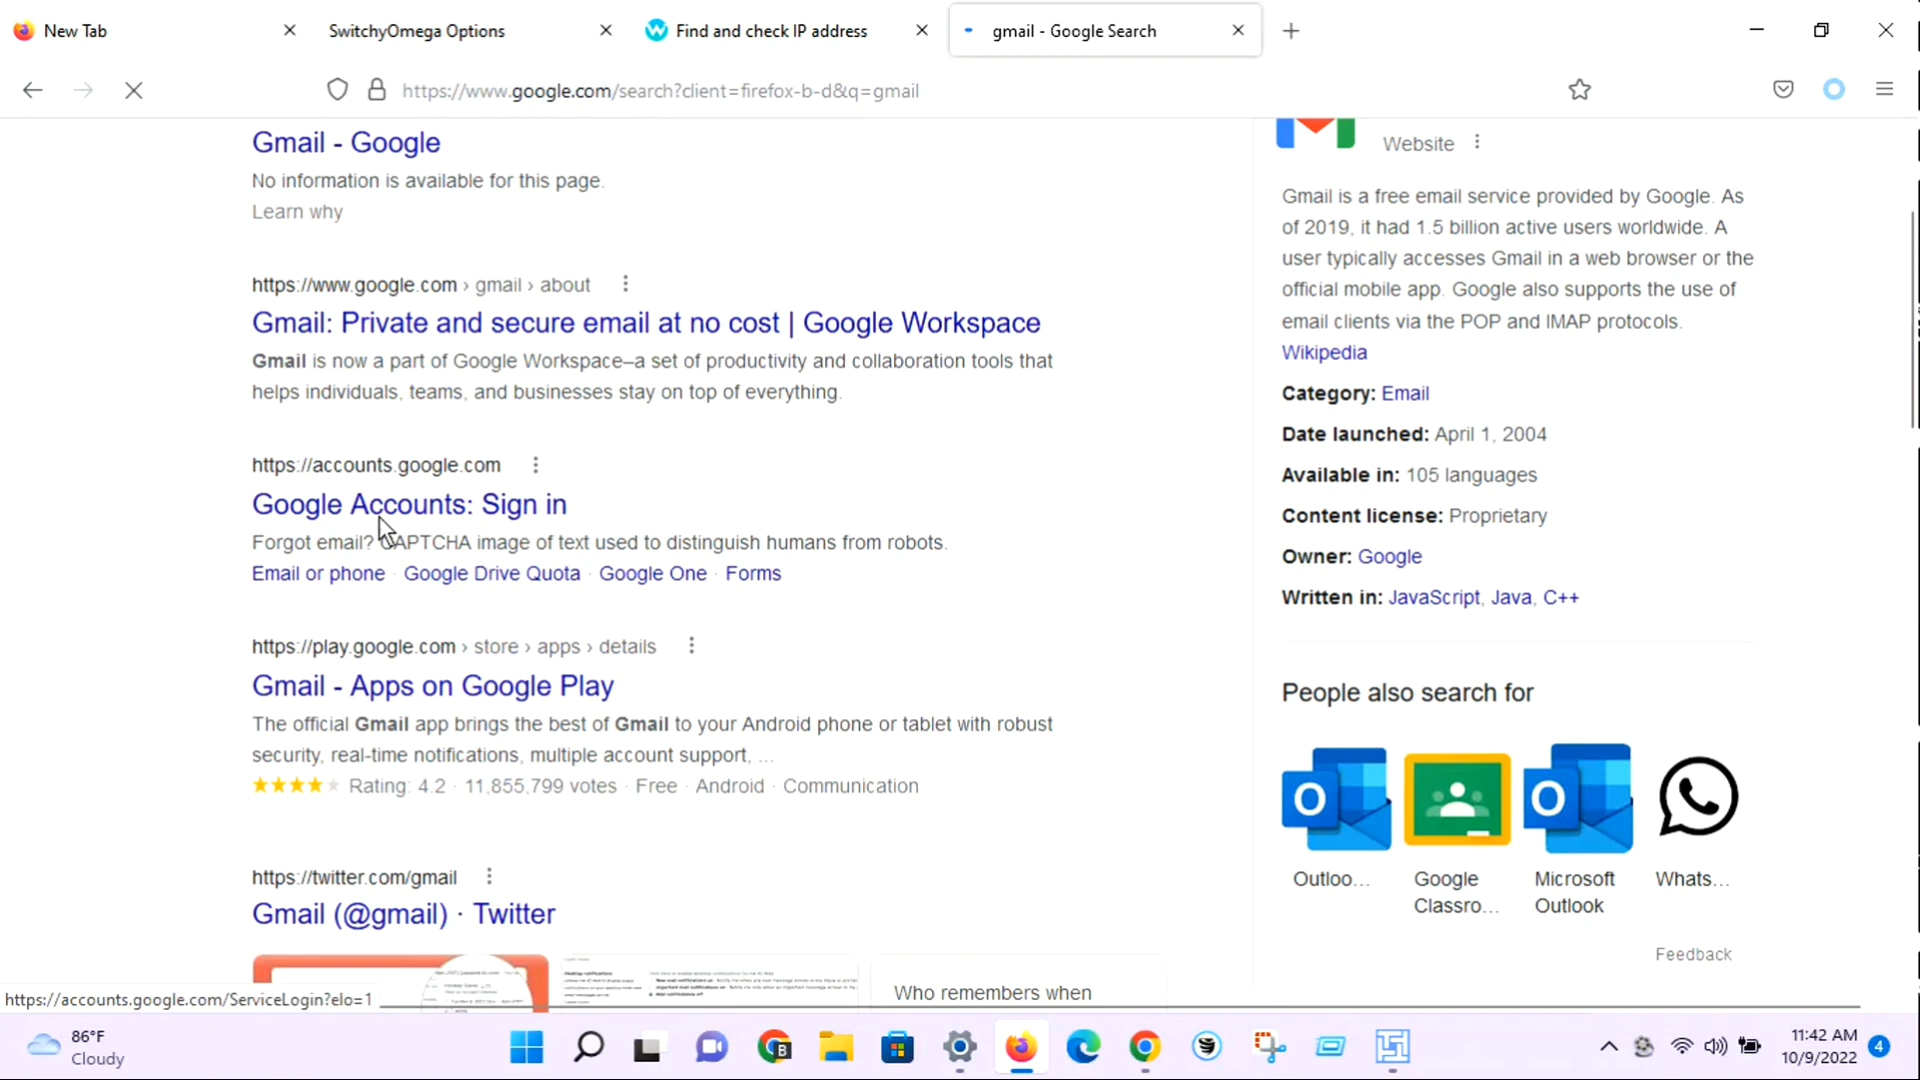 New Tab
SwitchyOmega Options
Find and check IP address
gmail - Google Search
https://www.google.com/search?client=firefox-b-d&q=gmail
Gmail - Google
No information is available for this page.
Learn why
https://www.google.com › gmail › about
Gmail: Private and secure email at no cost | Google Workspace
Gmail is now a part of Google Workspace–a set of productivity and collaboration tools that
helps individuals, teams, and businesses stay on top of everything.
https://accounts.google.com
Google Accounts: Sign in
Forgot email? CAPTCHA image of text used to distinguish humans from robots.
Email or phone · Google Drive Quota · Google One · Forms
https://play.google.com › store › apps › details
Gmail - Apps on Google Play
The official Gmail app brings the best of Gmail to your Android phone or tablet with robust
security, real-time notifications, multiple account support, ...
Rating: 4.2 · 11,855,799 votes · Free · Android · Communication
https://twitter.com/gmail
Gmail (@gmail) · Twitter
Who remembers when
Website
Gmail is a free email service provided by Google. As
of 2019, it had 1.5 billion active users worldwide. A
user typically accesses Gmail in a web browser or the
official mobile app. Google also supports the use of
email clients via the POP and IMAP protocols.
Wikipedia
Category: Email
Date launched: April 1, 2004
Available in: 105 languages
Content license: Proprietary
Owner: Google
Written in: JavaScript, Java, C++
People also search for
Outloo...
Google
Classro...
Microsoft
Outlook
Whats...
Feedback
https://accounts.google.com/ServiceLogin?elo=1
86°F
Cloudy
11:42 AM
10/9/2022
4